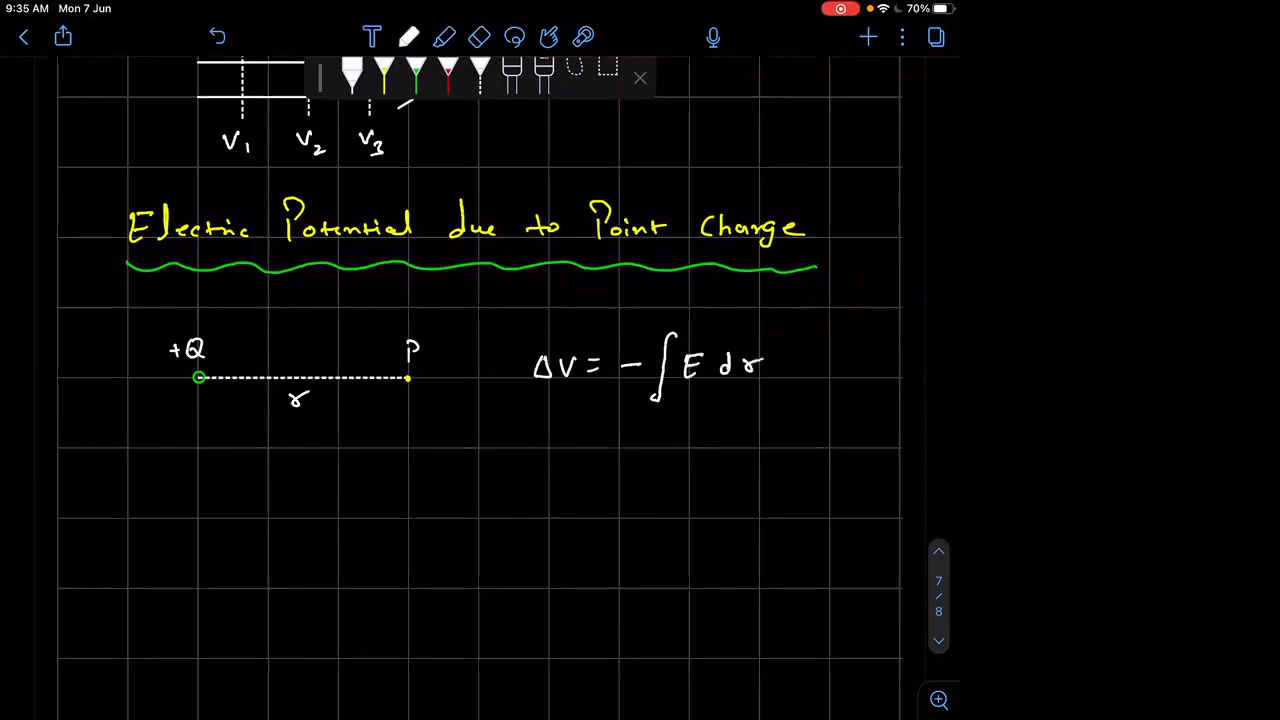 9:35 AM Mon 7 Jun 70%
V1 V2 V3
Electric Potential due to Point Charge
+Q P
ΔV = - ∫ E dr
r
7
/
8